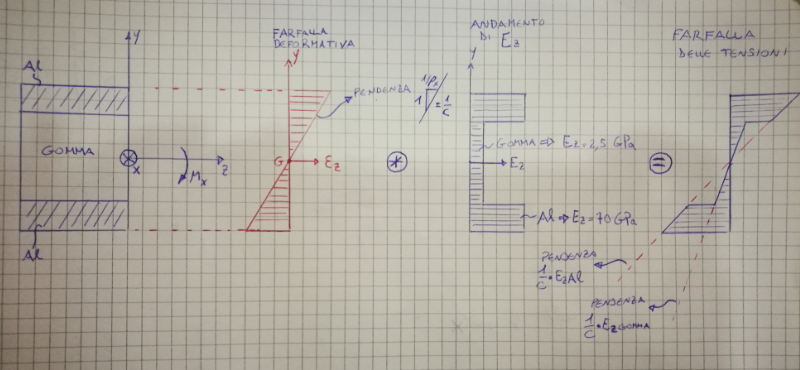 Y
Al
GOMMA
X
Z
Mx
Al
FARFALLA
DEFORMATIVA
Y
G
εz
PENDENZA
1/ρx
1
= 1/C
*
ANDAMENTO
DI Ez
Y
GOMMA => Ez = 2,5 GPa
Ez
Al => Ez = 70 GPa
=
FARFALLA
DELLE TENSIONI
PENDENZA
1/C · EzAl
PENDENZA
1/C · Ez GOMMA